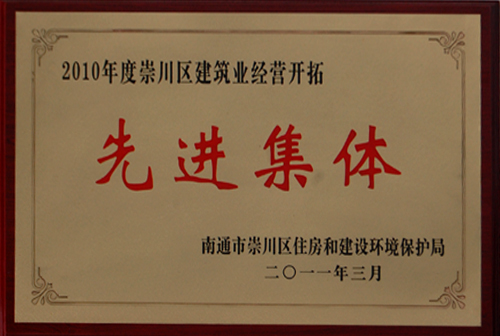 2010年度崇川区建筑业经营开拓
先进集体
南通市崇川区住房和建设环境保护局
二〇一一年三月